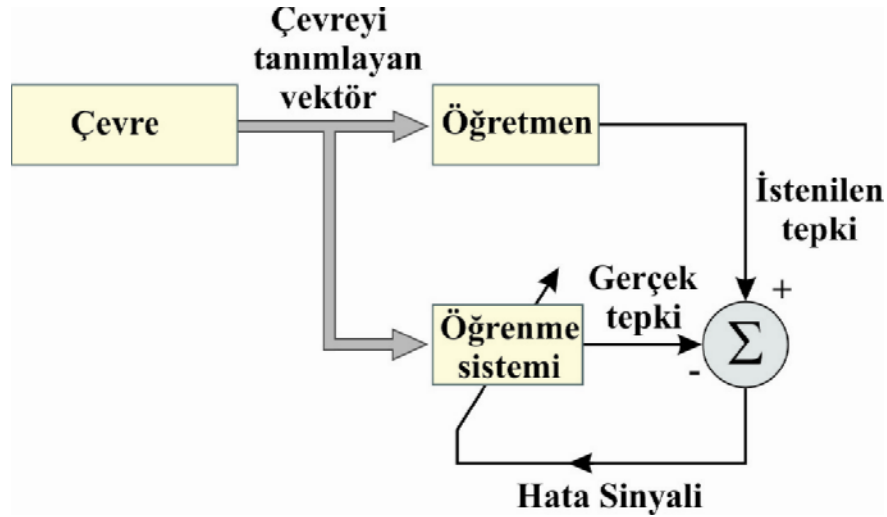 Çevreyi
tanımlayan
vektör
Çevre
Öğretmen
İstenilen
tepki
Gerçek
tepki
+
Öğrenme
sistemi
Σ
-
Hata Sinyali